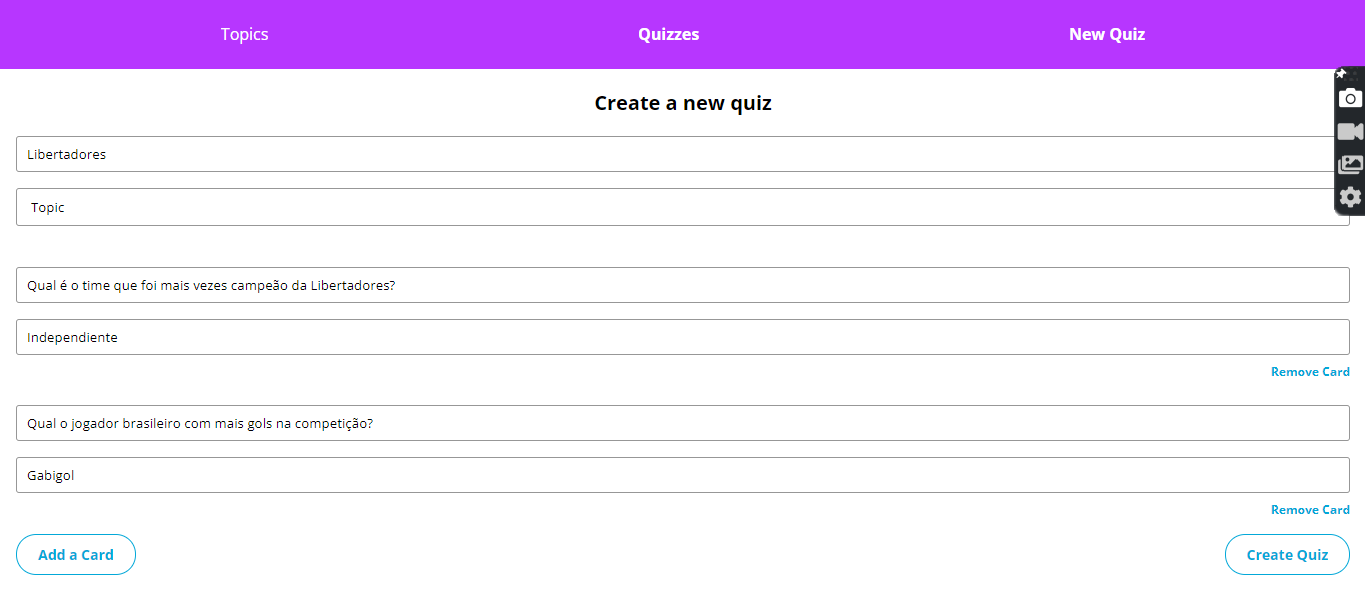 Topics Quizzes New Quiz
Create a new quiz
Libertadores
Topic
Qual é o time que foi mais vezes campeão da Libertadores?
Independiente
Remove Card
Qual o jogador brasileiro com mais gols na competição?
Gabigol
Remove Card
Add a Card Create Quiz